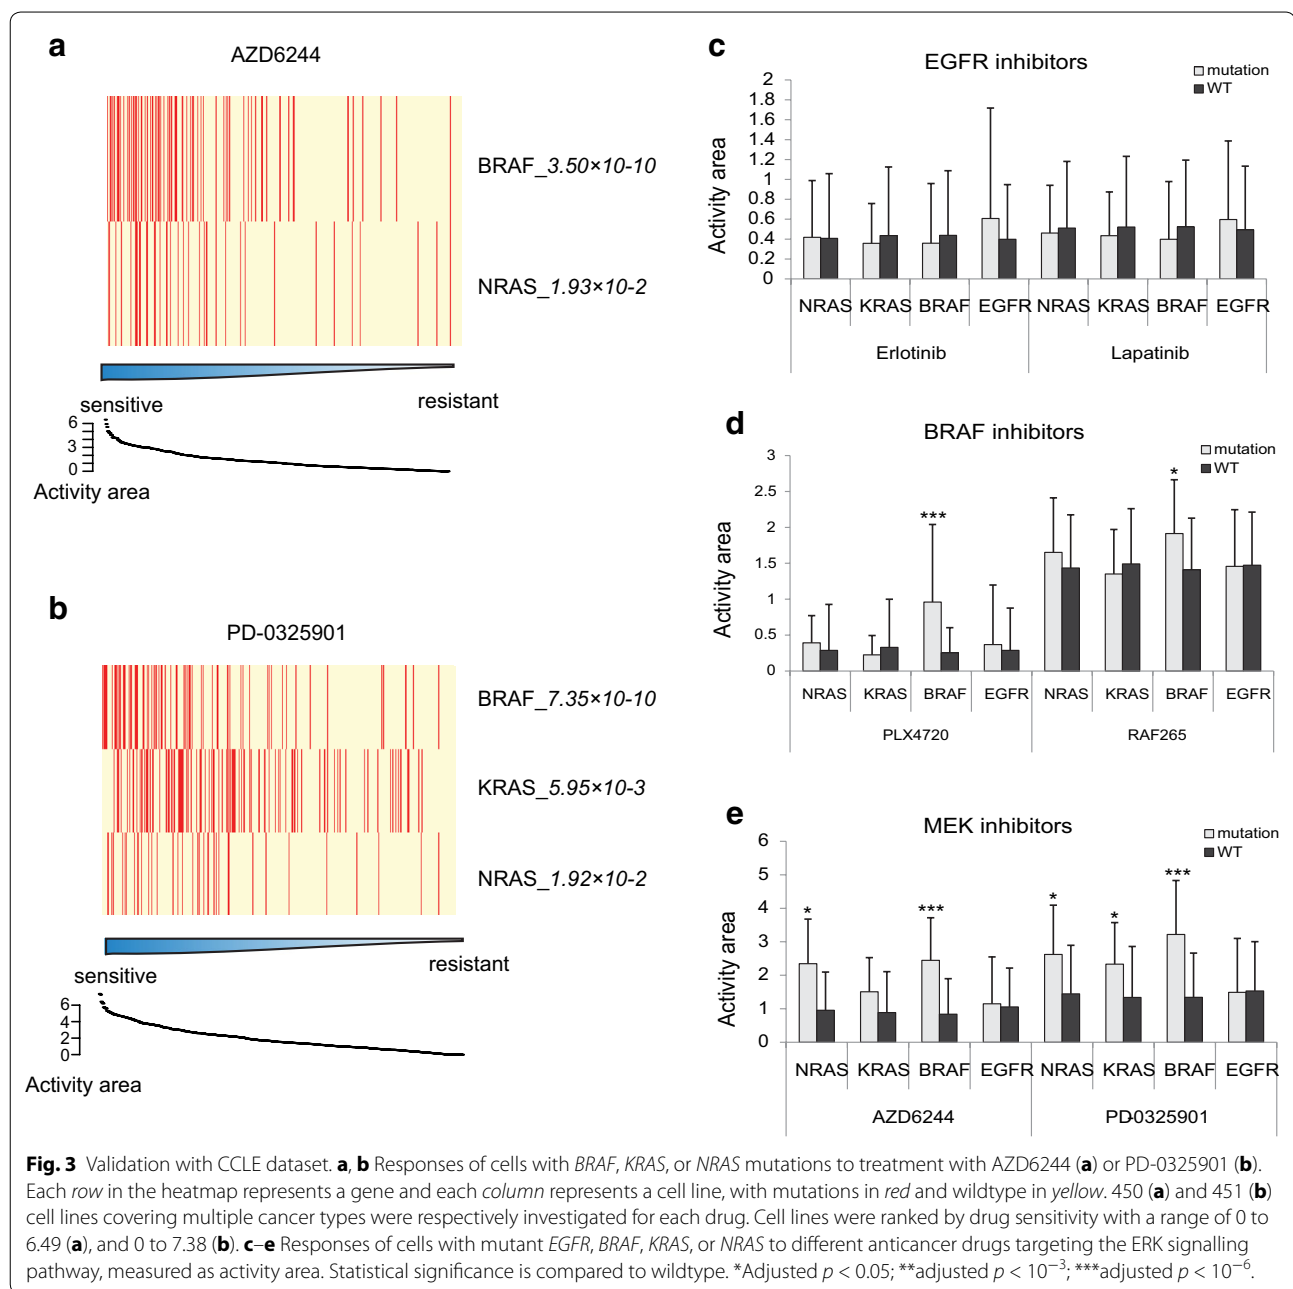 a
AZD6244
BRAF_3.50×10-10
NRAS_1.93×10-2
sensitive
resistant
6
3
0
Activity area
b
PD-0325901
BRAF_7.35×10-10
KRAS_5.95×10-3
NRAS_1.92×10-2
sensitive
resistant
6
4
2
0
Activity area
c
EGFR inhibitors
mutation
WT
Activity area
2
1.8
1.6
1.4
1.2
1
0.8
0.6
0.4
0.2
0
NRAS KRAS BRAF EGFR NRAS KRAS BRAF EGFR
Erlotinib Lapatinib
d
BRAF inhibitors
mutation
WT
Activity area
3
2.5
2
1.5
1
0.5
0
*** *
NRAS KRAS BRAF EGFR NRAS KRAS BRAF EGFR
PLX4720 RAF265
e
MEK inhibitors
mutation
WT
Activity area
6
5
4
3
2
1
0
* *** * * ***
NRAS KRAS BRAF EGFR NRAS KRAS BRAF EGFR
AZD6244 PD-0325901
Fig. 3 Validation with CCLE dataset. a, b Responses of cells with BRAF, KRAS, or NRAS mutations to treatment with AZD6244 (a) or PD-0325901 (b).
Each row in the heatmap represents a gene and each column represents a cell line, with mutations in red and wildtype in yellow. 450 (a) and 451 (b)
cell lines covering multiple cancer types were respectively investigated for each drug. Cell lines were ranked by drug sensitivity with a range of 0 to
6.49 (a), and 0 to 7.38 (b). c–e Responses of cells with mutant EGFR, BRAF, KRAS, or NRAS to different anticancer drugs targeting the ERK signalling
pathway, measured as activity area. Statistical significance is compared to wildtype. *Adjusted p < 0.05; **adjusted p < 10⁻³; ***adjusted p < 10⁻⁶.